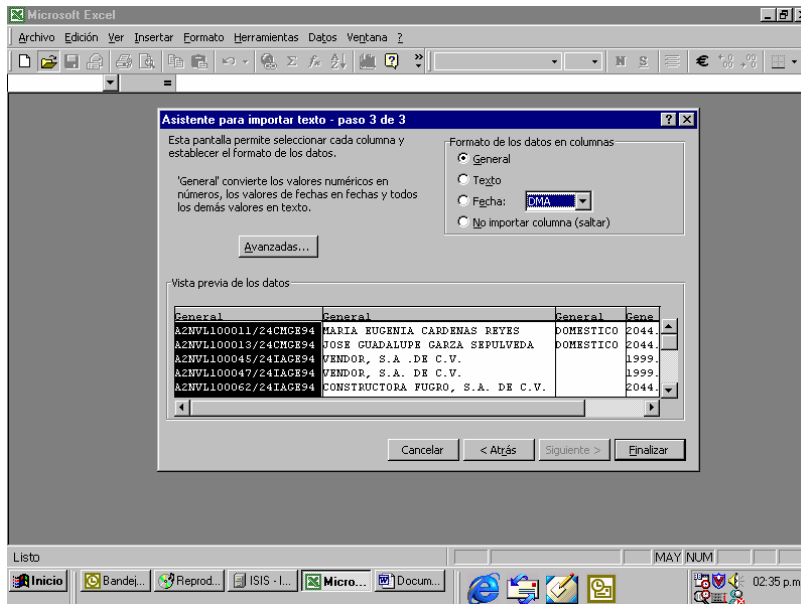 Microsoft Excel
Archivo Edición Ver Insertar Formato Herramientas Datos Ventana ?
N S €
=
Asistente para importar texto - paso 3 de 3
Esta pantalla permite seleccionar cada columna y
establecer el formato de los datos.
'General' convierte los valores numéricos en
números, los valores de fechas en fechas y todos
los demás valores en texto.
Avanzadas...
Formato de los datos en columnas
General
Texto
Fecha: DMA
No importar columna (saltar)
Vista previa de los datos
General General General Gene
A2NVL100011/24CMGE94 MARIA EUGENIA CARDENAS REYES DOMESTICO 2044.
A2NVL100013/24CMGE94 JOSE GUADALUPE GARZA SEPULVEDA DOMESTICO 2044.
A2NVL100045/24IAGE94 VENDOR, S.A .DE C.V. 1999.
A2NVL100047/24IAGE94 VENDOR, S.A. DE C.V. 1999.
A2NVL100062/24IAGE94 CONSTRUCTORA FUGRO, S.A. DE C.V. 2044.
Cancelar < Atrás Siguiente > Finalizar
Listo MAY NUM
Inicio Bandej... Reprod... ISIS - I... Micro... Docum... 02:35 p.m